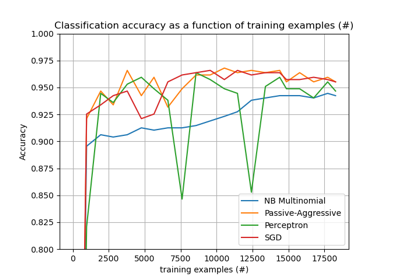 Classification accuracy as a function of training examples (#)
1.000
0.975
0.950
0.925
0.900
0.875
0.850
0.825
0.800
Accuracy
NB Multinomial
Passive-Aggressive
Perceptron
SGD
0 2500 5000 7500 10000 12500 15000 17500
training examples (#)